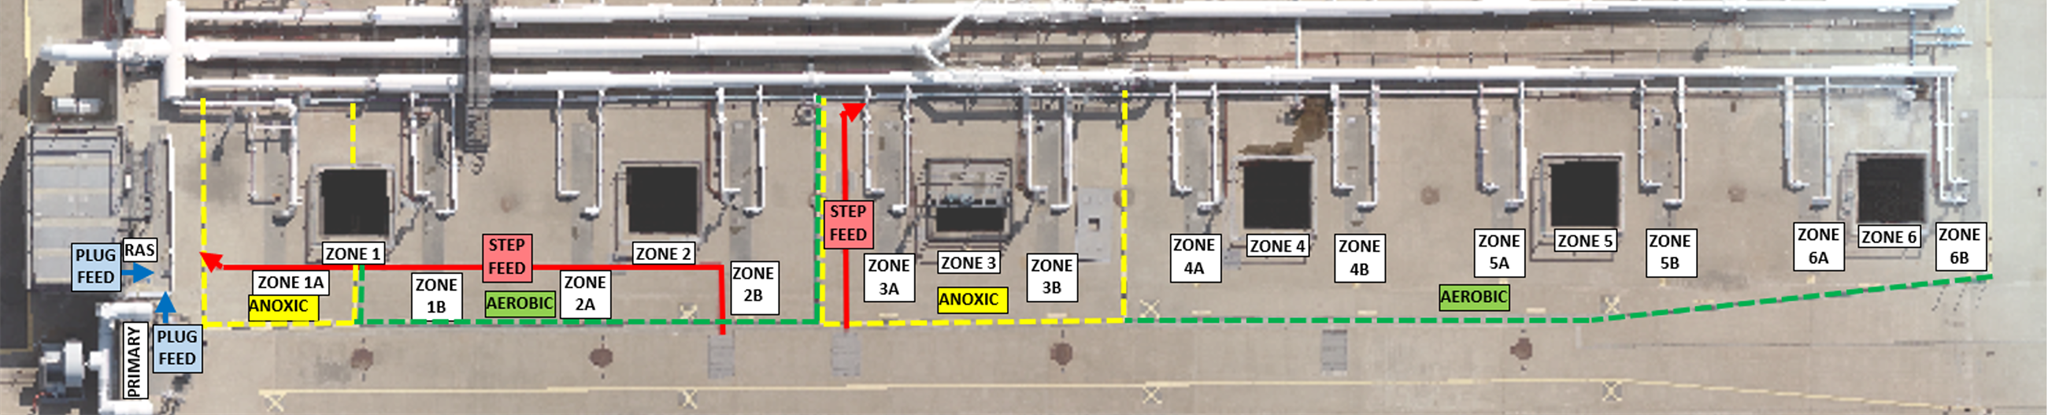 PLUG
FEED
RAS
PRIMARY
PLUG
FEED
ZONE 1
ZONE 1A
ANOXIC
ZONE
1B
STEP
FEED
AEROBIC
ZONE
2A
ZONE 2
ZONE
2B
STEP
FEED
ZONE
3A
ZONE 3
ANOXIC
ZONE
3B
ZONE
4A
ZONE 4
ZONE
4B
AEROBIC
ZONE
5A
ZONE 5
ZONE
5B
ZONE
6A
ZONE 6
ZONE
6B